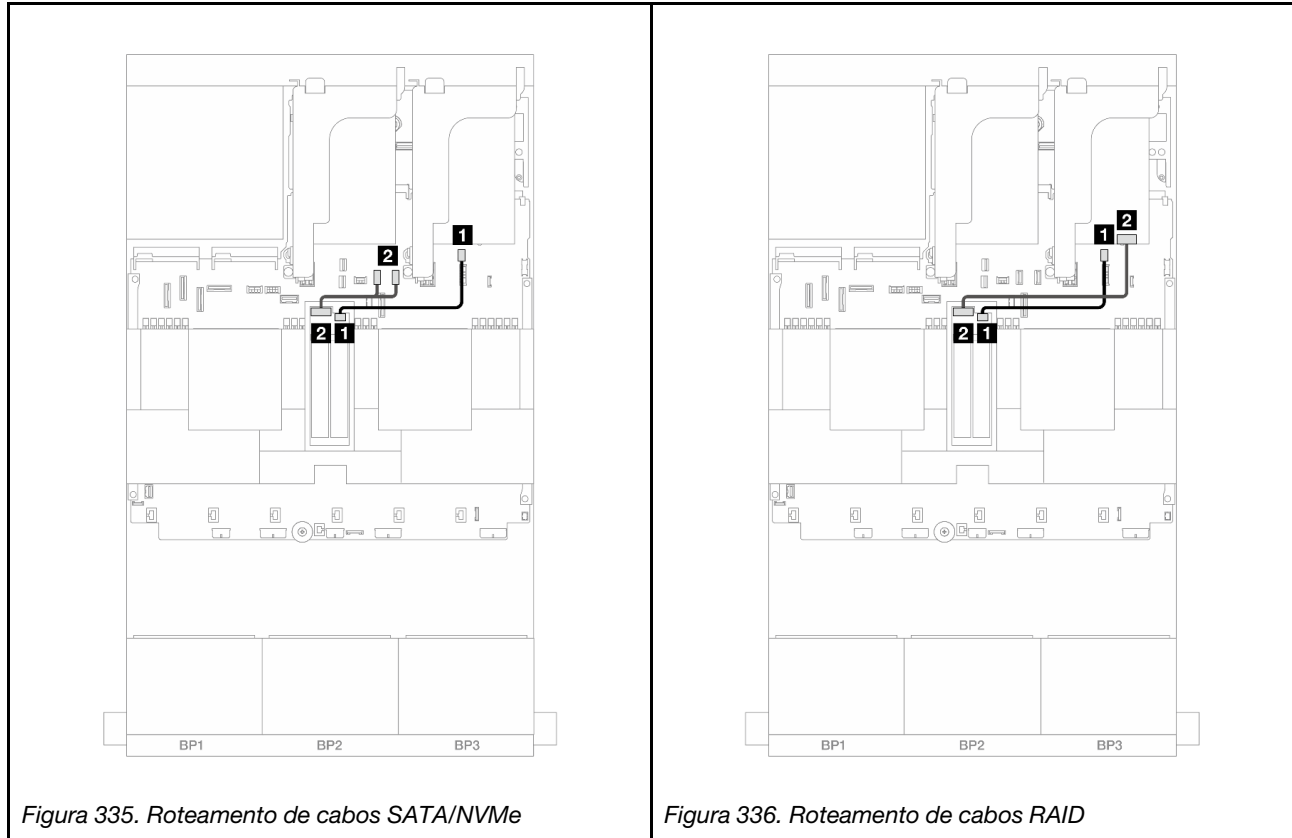 1
2
2 1
BP1 BP2 BP3
Figura 335. Roteamento de cabos SATA/NVMe
2
1
2 1
BP1 BP2 BP3
Figura 336. Roteamento de cabos RAID